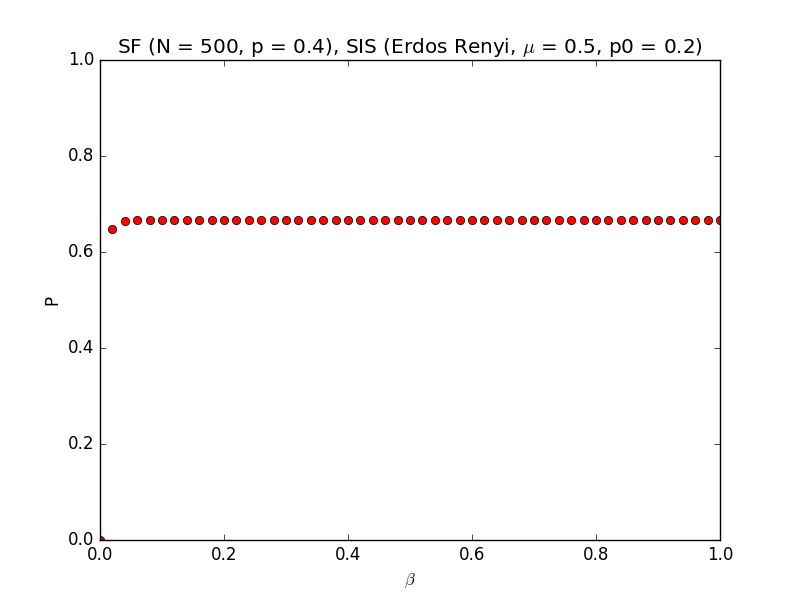 SF (N = 500, p = 0.4), SIS (Erdos Renyi, μ = 0.5, p0 = 0.2)
1.0
0.8
0.6
P
0.4
0.2
0.0
0.0 0.2 0.4 0.6 0.8 1.0
β